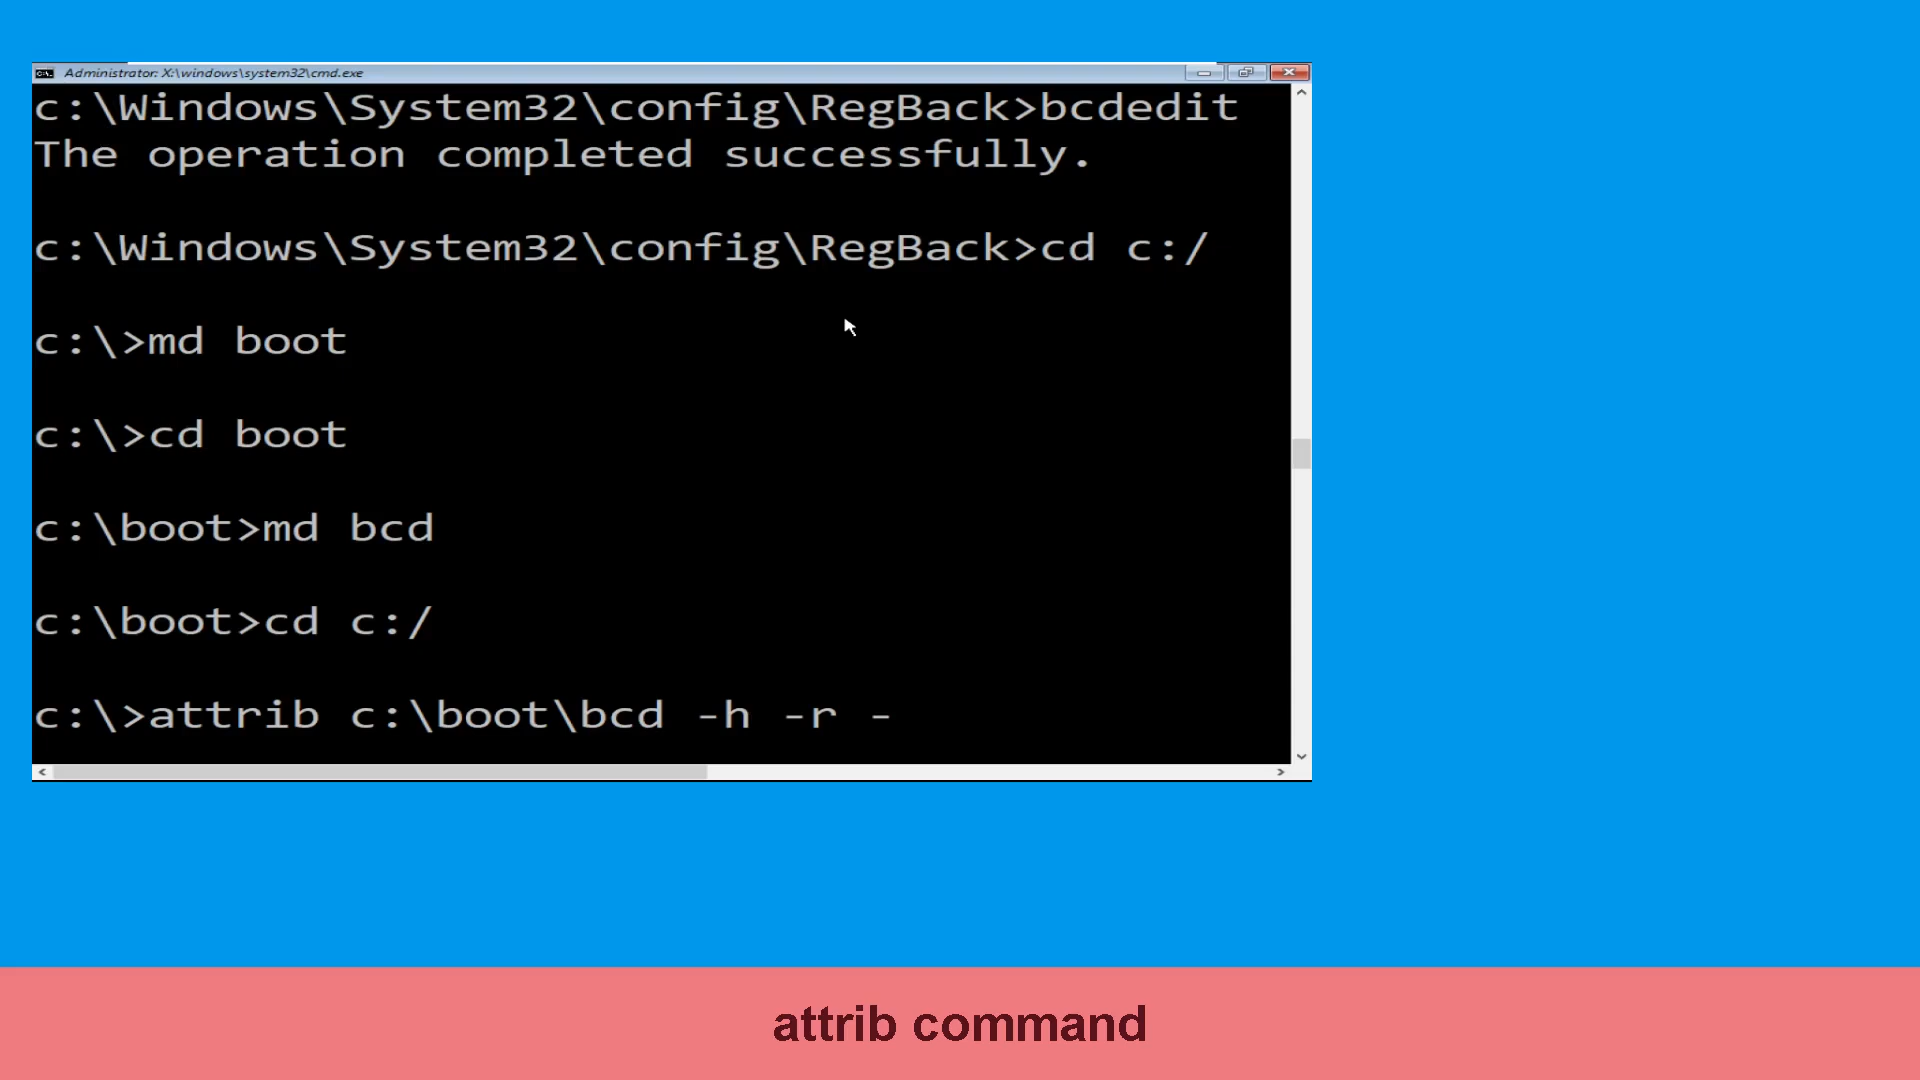 Administrator: X:\windows\system32\cmd.exe
c:\Windows\System32\config\RegBack>bcdedit
The operation completed successfully.
c:\Windows\System32\config\RegBack>cd c:/
c:\>md boot
c:\>cd boot
c:\boot>md bcd
c:\boot>cd c:/
c:\>attrib c:\boot\bcd -h -r -
attrib command